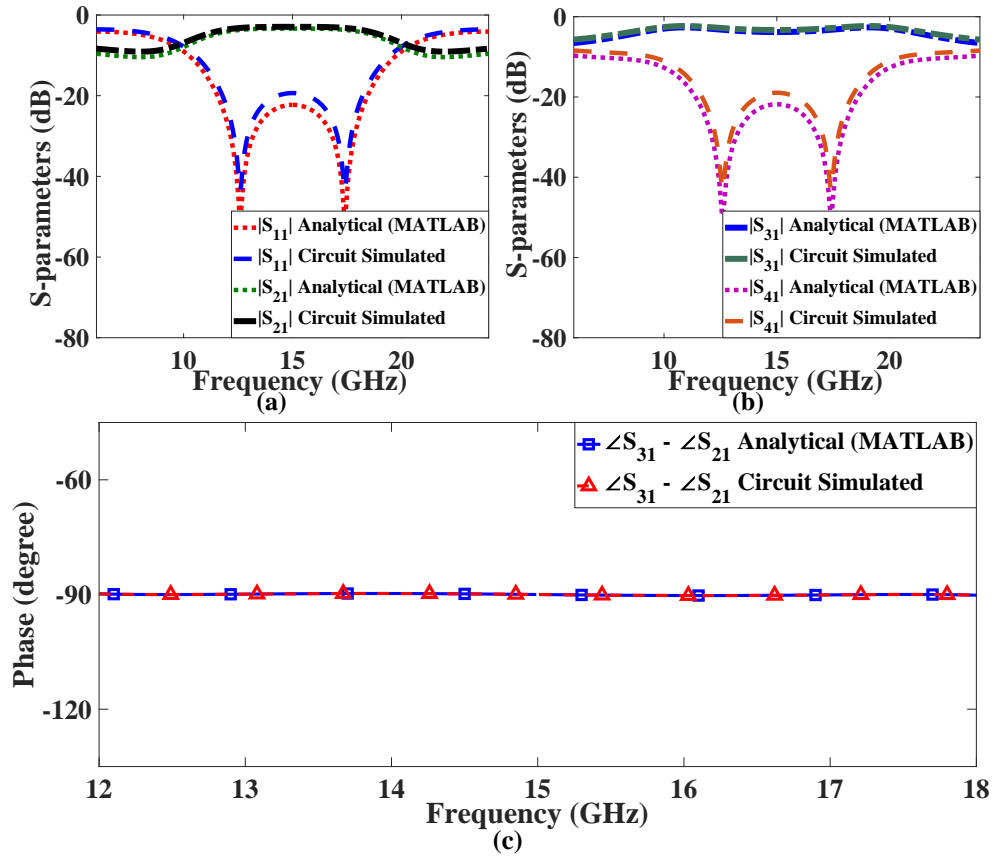 0
-20
-40
-60
-80
S-parameters (dB)
|S11| Analytical (MATLAB)
|S11| Circuit Simulated
|S21| Analytical (MATLAB)
|S21| Circuit Simulated
10
15
20
Frequency (GHz)
(a)
0
-20
-40
-60
-80
S-parameters (dB)
|S31| Analytical (MATLAB)
|S31| Circuit Simulated
|S41| Analytical (MATLAB)
|S41| Circuit Simulated
10
15
20
Frequency (GHz)
(b)
-60
-90
-120
Phase (degree)
∠S31 - ∠S21 Analytical (MATLAB)
∠S31 - ∠S21 Circuit Simulated
12
13
14
15
16
17
18
Frequency (GHz)
(c)